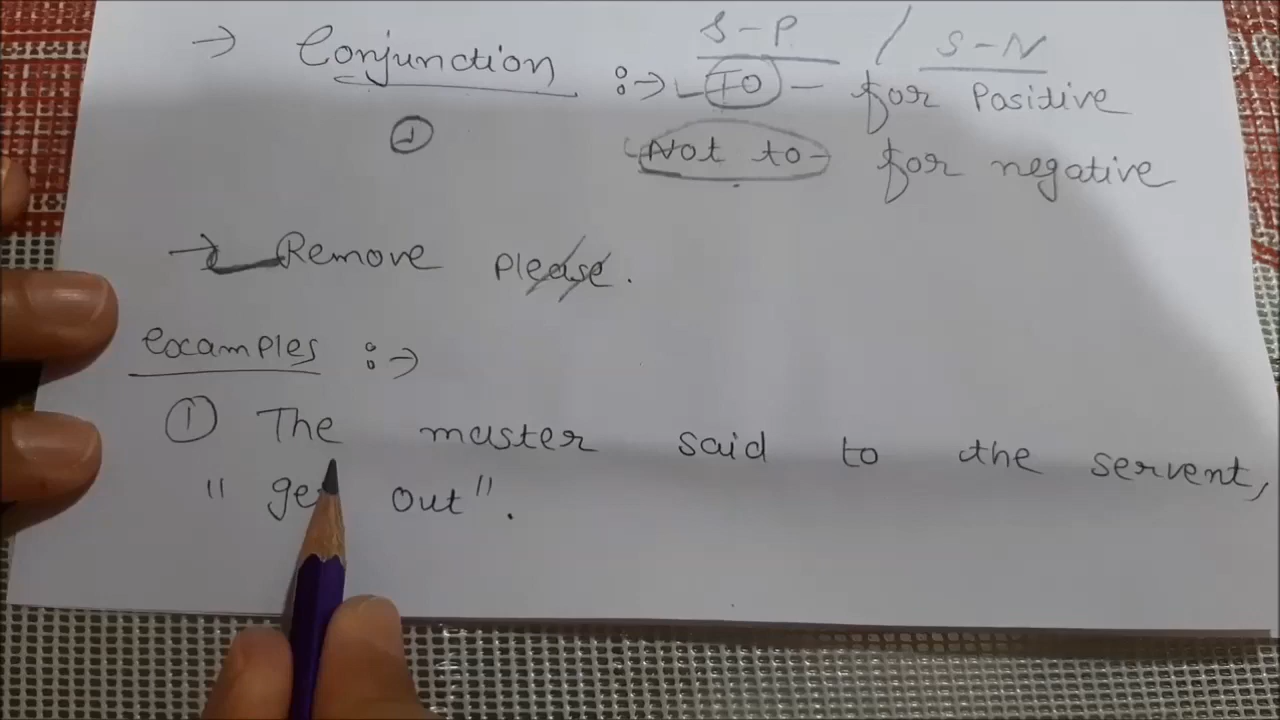 S-P / S-N
→ Conjunction :→ TO - for Positive
① Not to - for negative
→ Remove please.
examples :→
① The master said to the servent,
" get out".